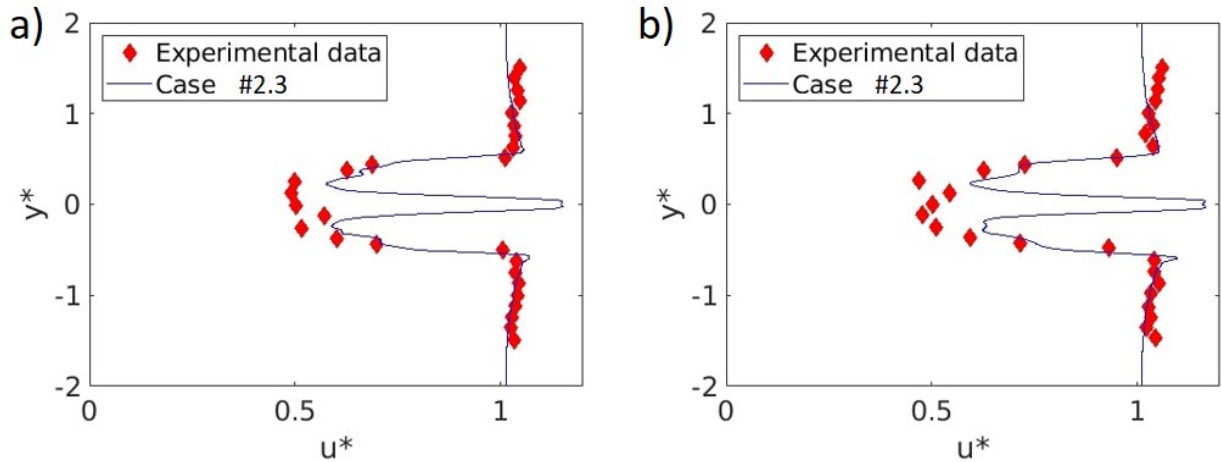 a)
Experimental data
Case #2.3
2
1
0
-1
-2
y*
0
0.5
1
u*
b)
Experimental data
Case #2.3
2
1
0
-1
-2
y*
0
0.5
1
u*